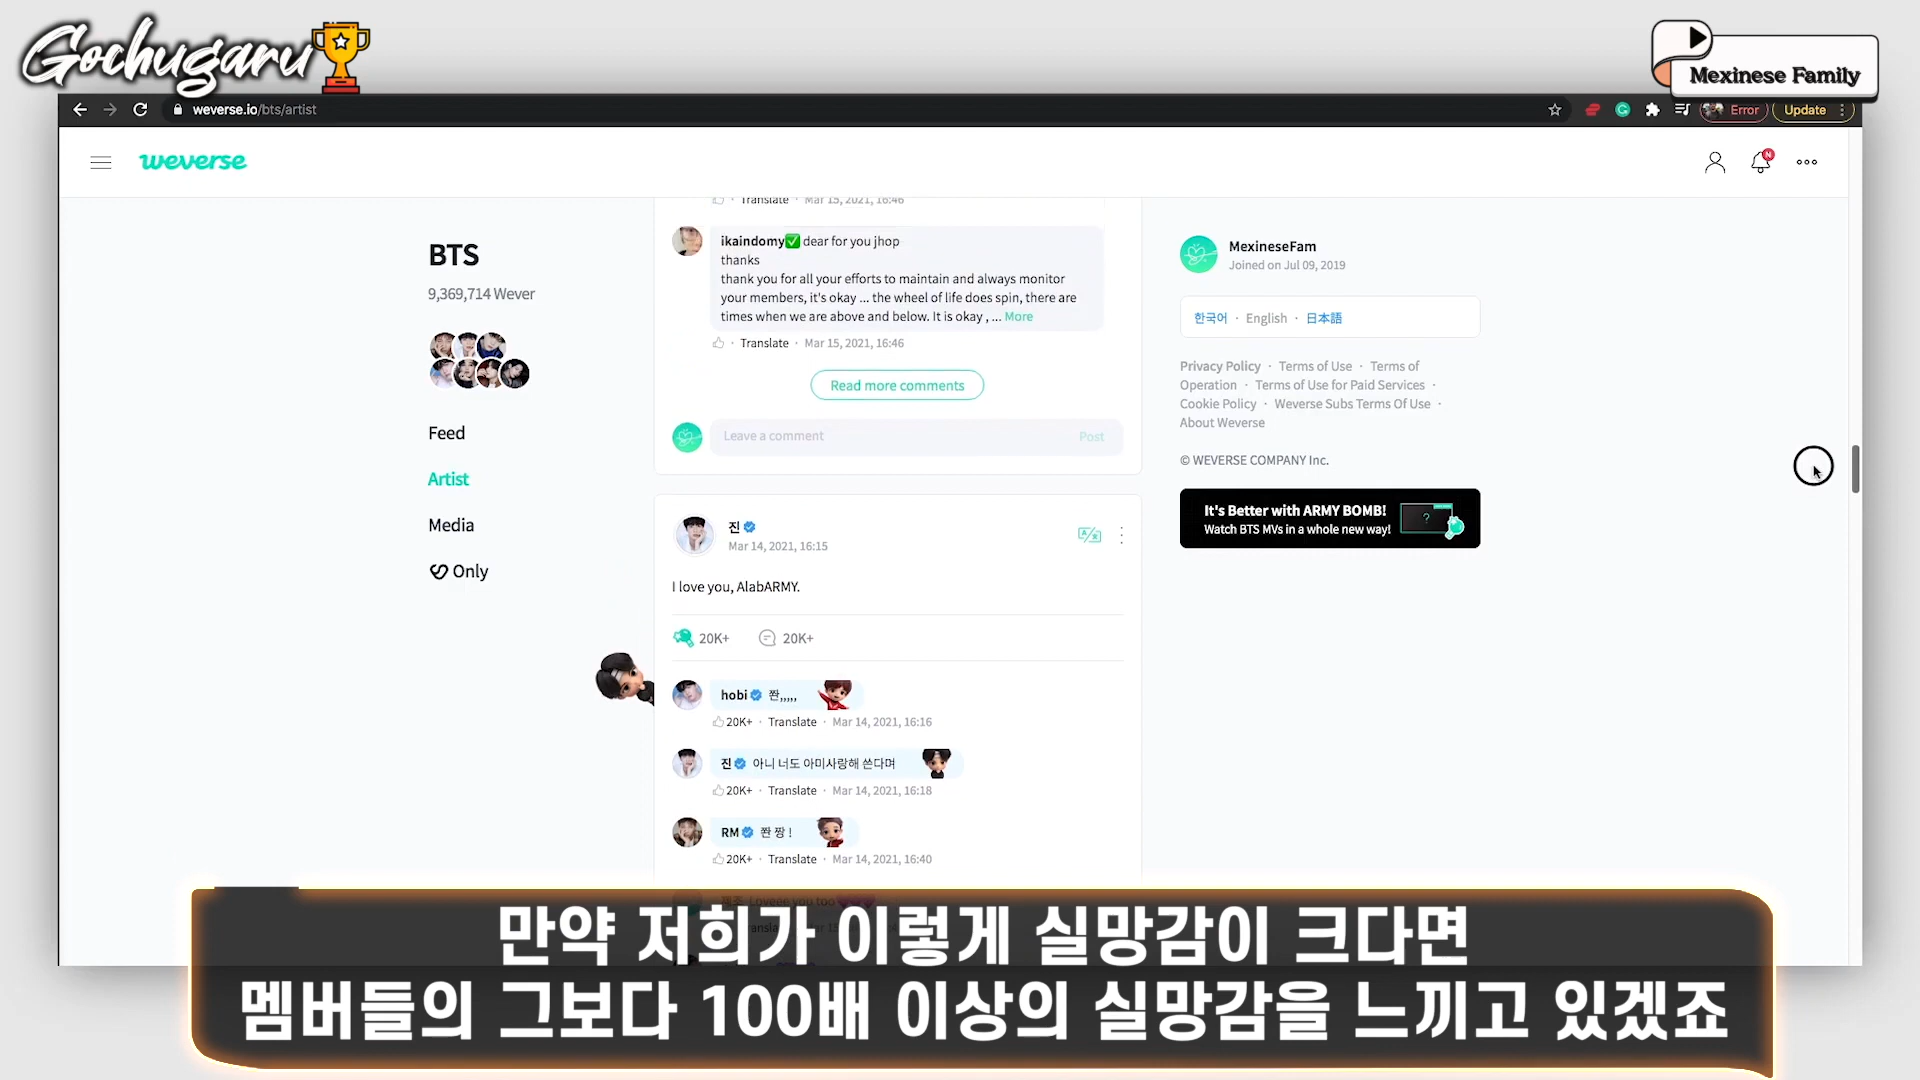 Gochugaru
Mexinese Family
weverse.io/bts/artist
Error
Update
weverse
BTS
9,369,714 Wever
Feed
Artist
Media
Only
Translate · Mar 15, 2021, 16:46
ikaindomy✅ dear for you jhop
thanks
thank you for all your efforts to maintain and always monitor
your members, it's okay ... the wheel of life does spin, there are
times when we are above and below. It is okay , ... More
Translate · Mar 15, 2021, 16:46
Read more comments
Leave a comment
Post
진
Mar 14, 2021, 16:15
I love you, AlabARMY.
20K+
20K+
hobi 짠,,,,,
20K+ · Translate · Mar 14, 2021, 16:16
진 아니 너도 아미사랑해 쓴다며
20K+ · Translate · Mar 14, 2021, 16:18
RM 짠 짱 !
20K+ · Translate · Mar 14, 2021, 16:40
Loveee you too
MexineseFam
Joined on Jul 09, 2019
한국어 · English · 日本語
Privacy Policy · Terms of Use · Terms of
Operation · Terms of Use for Paid Services ·
Cookie Policy · Weverse Subs Terms Of Use ·
About Weverse
© WEVERSE COMPANY Inc.
It's Better with ARMY BOMB!
Watch BTS MVs in a whole new way!
만약 저희가 이렇게 실망감이 크다면
멤버들의 그보다 100배 이상의 실망감을 느끼고 있겠죠